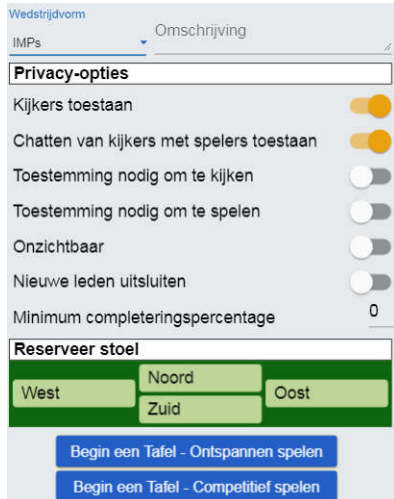 Wedstrijdvorm
IMPs
Omschrijving
Privacy-opties
Kijkers toestaan
Chatten van kijkers met spelers toestaan
Toestemming nodig om te kijken
Toestemming nodig om te spelen
Onzichtbaar
Nieuwe leden uitsluiten
Minimum completeringspercentage 0
Reserveer stoel
Noord
West Oost
Zuid
Begin een Tafel - Ontspannen spelen
Begin een Tafel - Competitief spelen